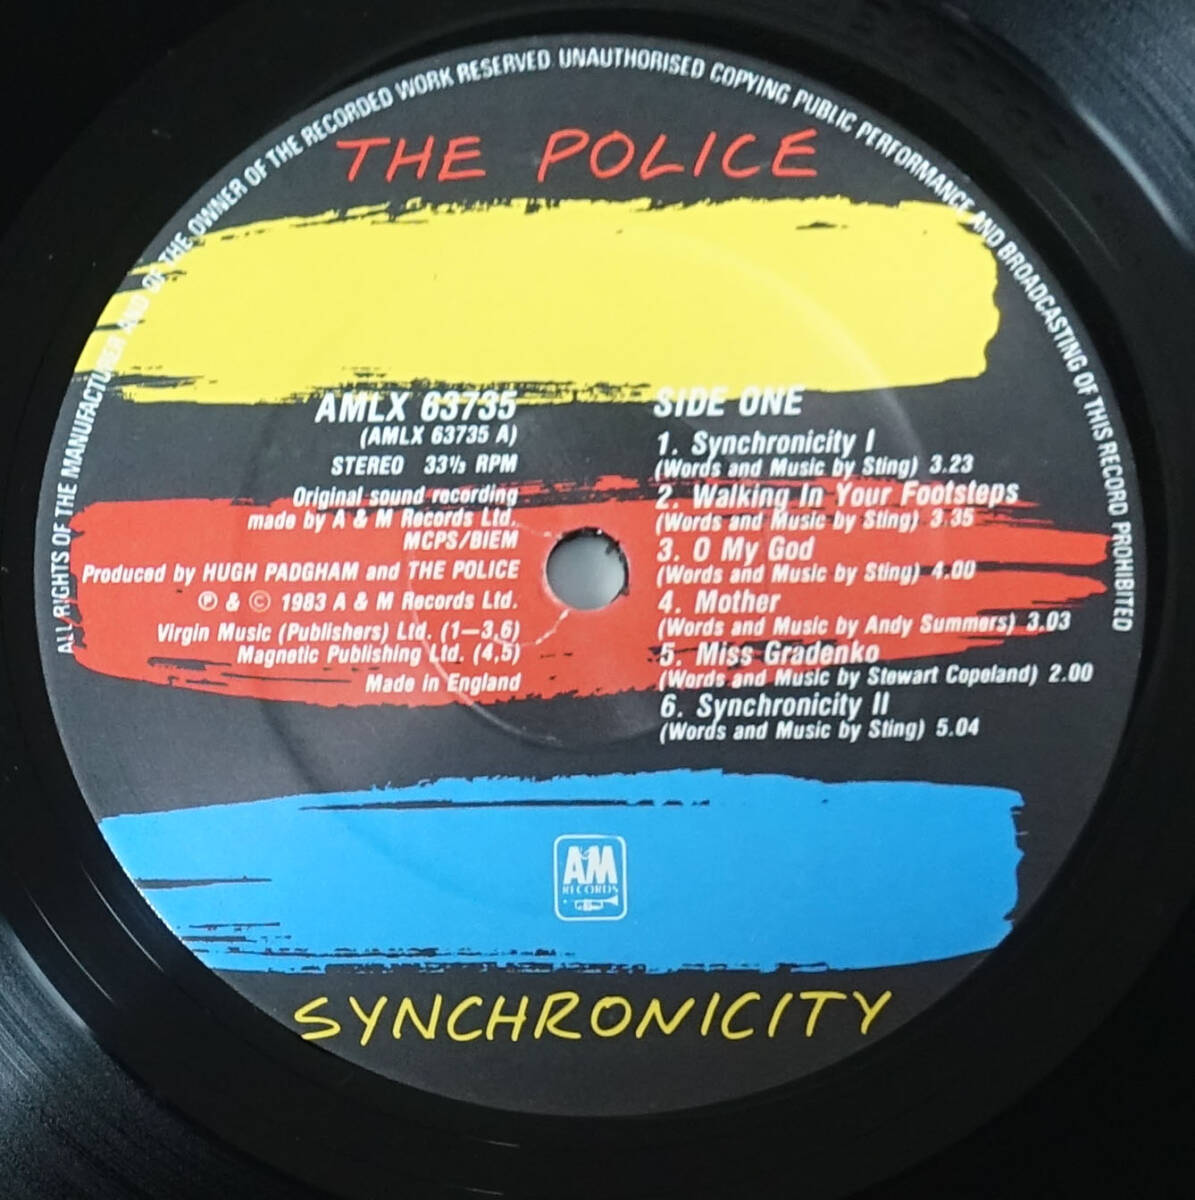 ALL RIGHTS OF THE MANUFACTURER AND OF THE OWNER OF THE RECORDED WORK RESERVED UNAUTHORISED COPYING PUBLIC PERFORMANCE AND BROADCASTING OF THIS RECORD PROHIBITED
THE POLICE
AMLX 63735
(AMLX 63735 A)
STEREO 33⅓ RPM
Original sound recording
made by A & M Records Ltd.
MCPS/BIEM
Produced by HUGH PADGHAM and THE POLICE
℗ & © 1983 A & M Records Ltd.
Virgin Music (Publishers) Ltd. (1–3,6)
Magnetic Publishing Ltd. (4,5)
Made in England
SIDE ONE
1. Synchronicity I
(Words and Music by Sting) 3.23
2. Walking In Your Footsteps
(Words and Music by Sting) 3.35
3. O My God
(Words and Music by Sting) 4.00
4. Mother
(Words and Music by Andy Summers) 3.03
5. Miss Gradenko
(Words and Music by Stewart Copeland) 2.00
6. Synchronicity II
(Words and Music by Sting) 5.04
A&M
RECORDS
SYNCHRONICITY